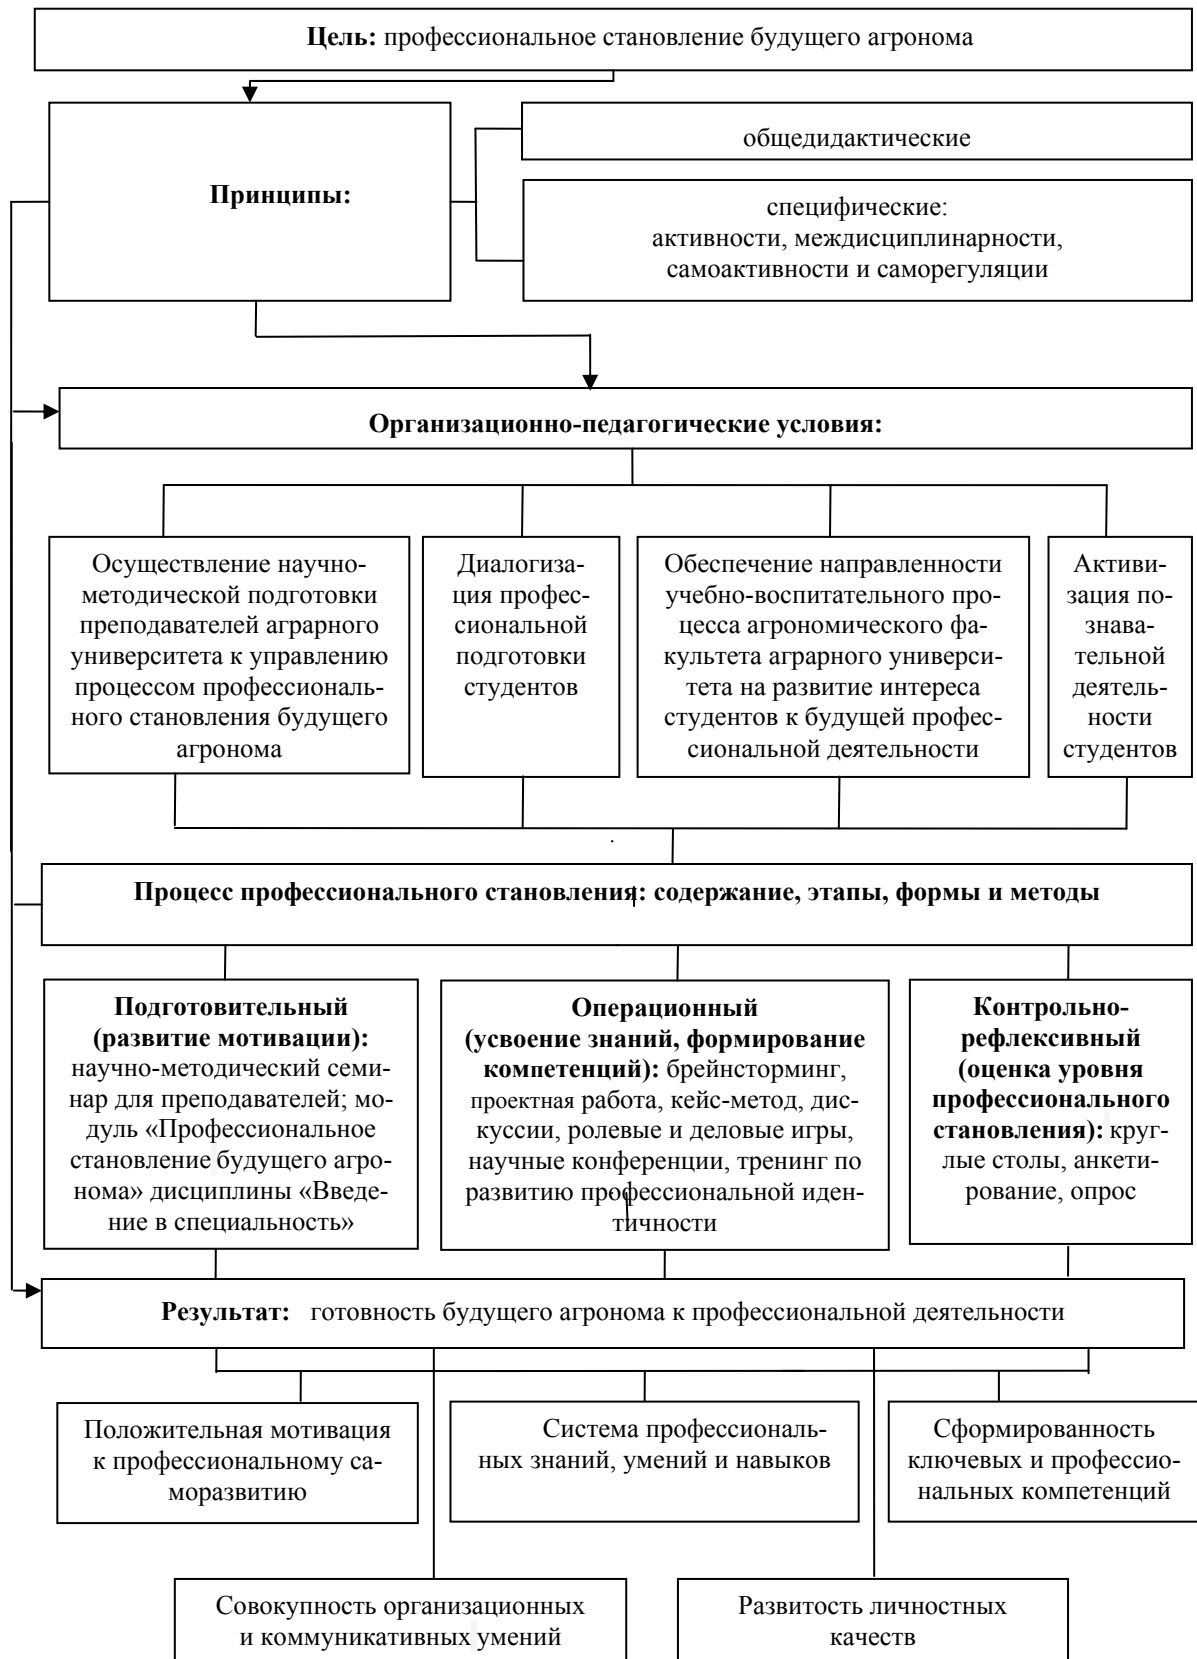 Цель: профессиональное становление будущего агронома
Принципы:
общедидактические
специфические:
активности, междисциплинарности,
самоактивности и саморегуляции
Организационно-педагогические условия:
Осуществление научно-
методической подготовки
преподавателей аграрного
университета к управлению
процессом профессиональ-
ного становления будущего
агронома
Диалогиза-
ция профес-
сиональной
подготовки
студентов
Обеспечение направленности
учебно-воспитательного про-
цесса агрономического фа-
культета аграрного универси-
тета на развитие интереса
студентов к будущей профес-
сиональной деятельности
Активи-
зация по-
знава-
тельной
деятель-
ности
студентов
Процесс профессионального становления: содержание, этапы, формы и методы
Подготовительный
(развитие мотивации):
научно-методический семи-
нар для преподавателей; мо-
дуль «Профессиональное
становление будущего агро-
нома» дисциплины «Введе-
ние в специальность»
Операционный
(усвоение знаний, формирование
компетенций): брейнсторминг,
проектная работа, кейс-метод, дис-
куссии, ролевые и деловые игры,
научные конференции, тренинг по
развитию профессиональной иден-
тичности
Контрольно-
рефлексивный
(оценка уровня
профессионального
становления): круг-
лые столы, анкети-
рование, опрос
Результат: готовность будущего агронома к профессиональной деятельности
Положительная мотивация
к профессиональному са-
моразвитию
Система профессиональ-
ных знаний, умений и навыков
Сформированность
ключевых и профессио-
нальных компетенций
Совокупность организационных
и коммуникативных умений
Развитость личностных
качеств